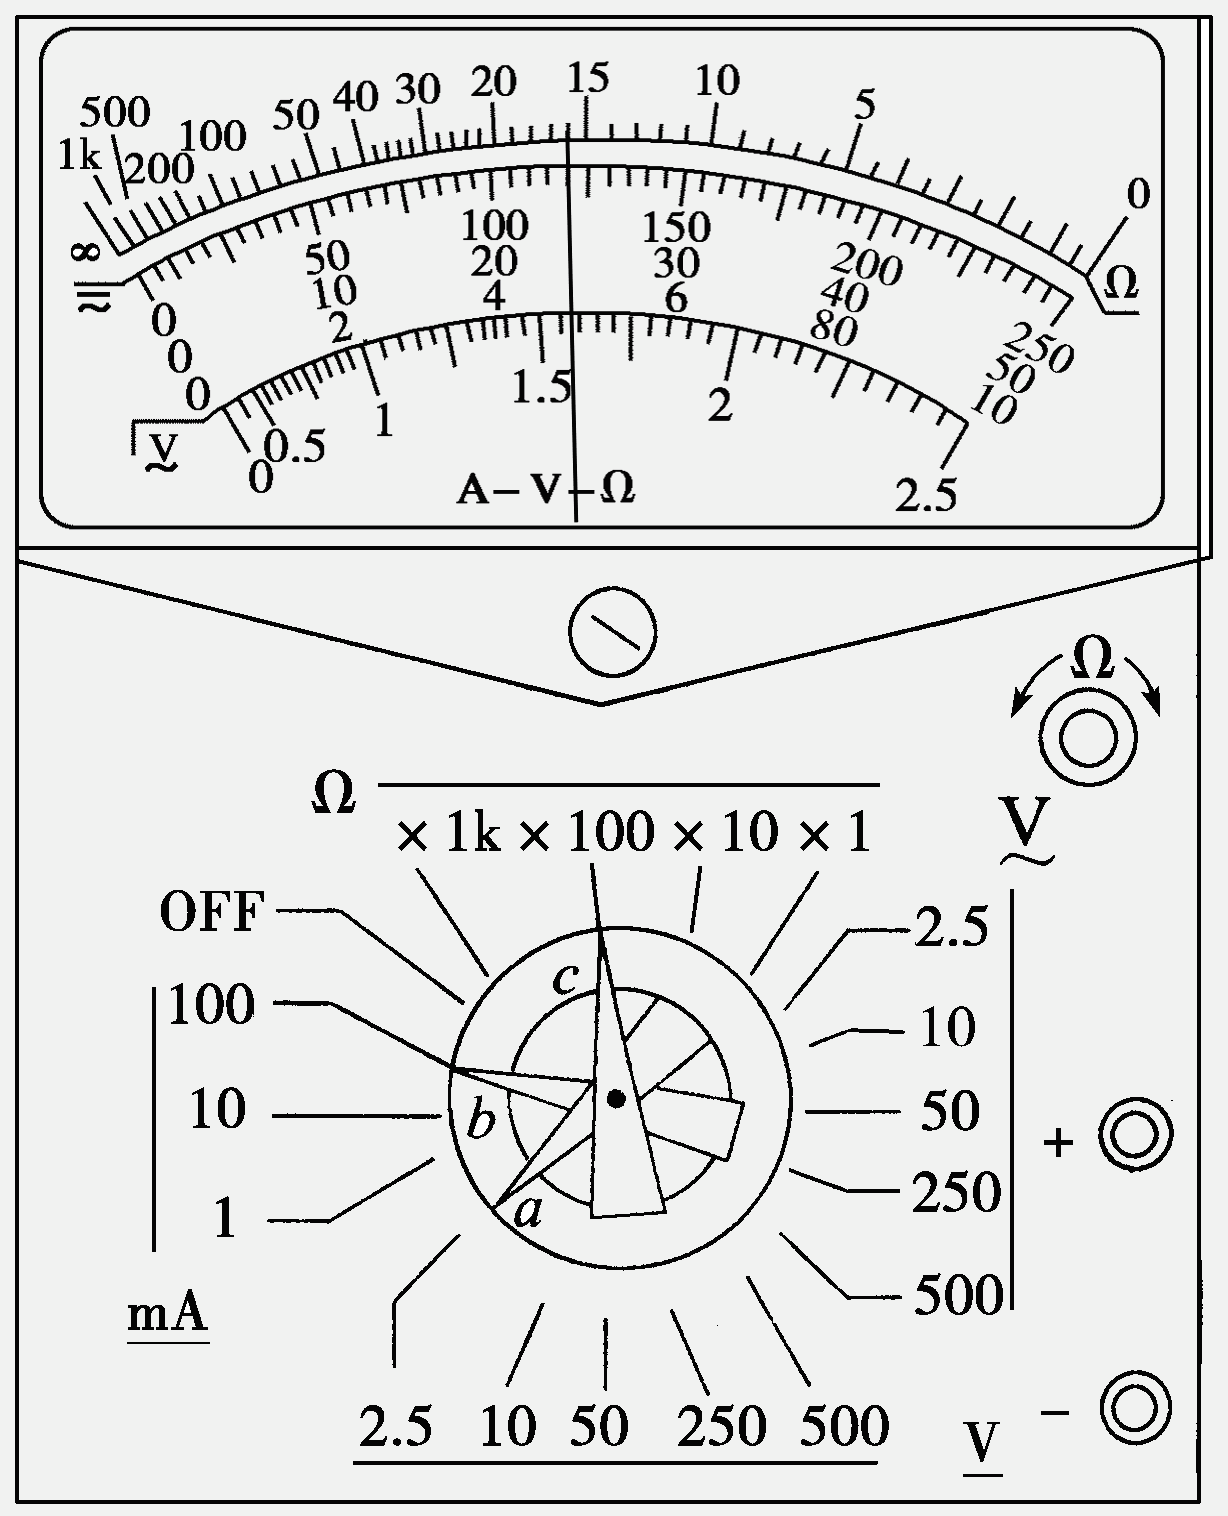 1k 500 200 100 50 40 30 20 15 10 5 0
∞ Ω
0 50 100 150 200 250
0 10 20 30 40 50
0 2 4 6 80 10
V
~
0 0.5 1 1.5 2 2.5
A – V – Ω
Ω
Ω × 1k × 100 × 10 × 1
V
~
OFF
2.5
100
c
10
10
b
50
+
1
a
250
mA
500
2.5 10 50 250 500
V
−